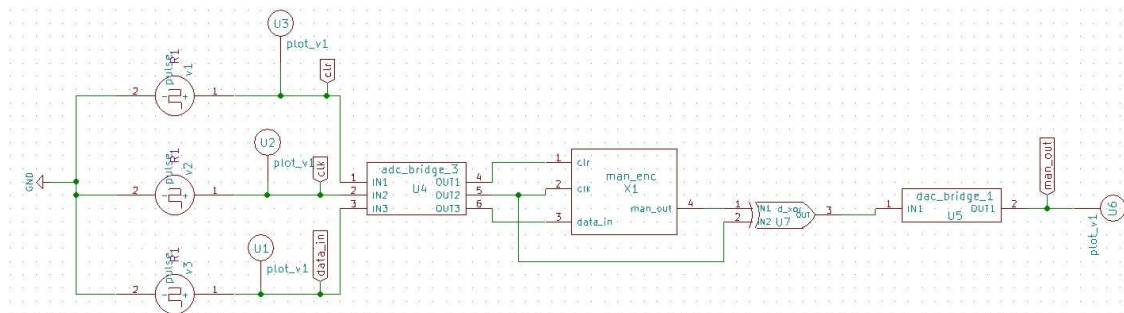 U3
plot_v1
R1
pulse
v1
2
1
clr
U2
plot_v1
R1
pulse
v2
2
1
clk
GND
U1
plot_v1
R1
pulse
v3
2
1
data_in
adc_bridge_3
U4
1 IN1 OUT1 4
2 IN2 OUT2 5
3 IN3 OUT3 6
man_enc
X1
1 clr
2 clk
3 data_in
man_out 4
1 IN1 d_xor OUT 3
2 IN2 U7
dac_bridge_1
1 IN1 OUT1 2
U5
man_out
U6
plot_v1